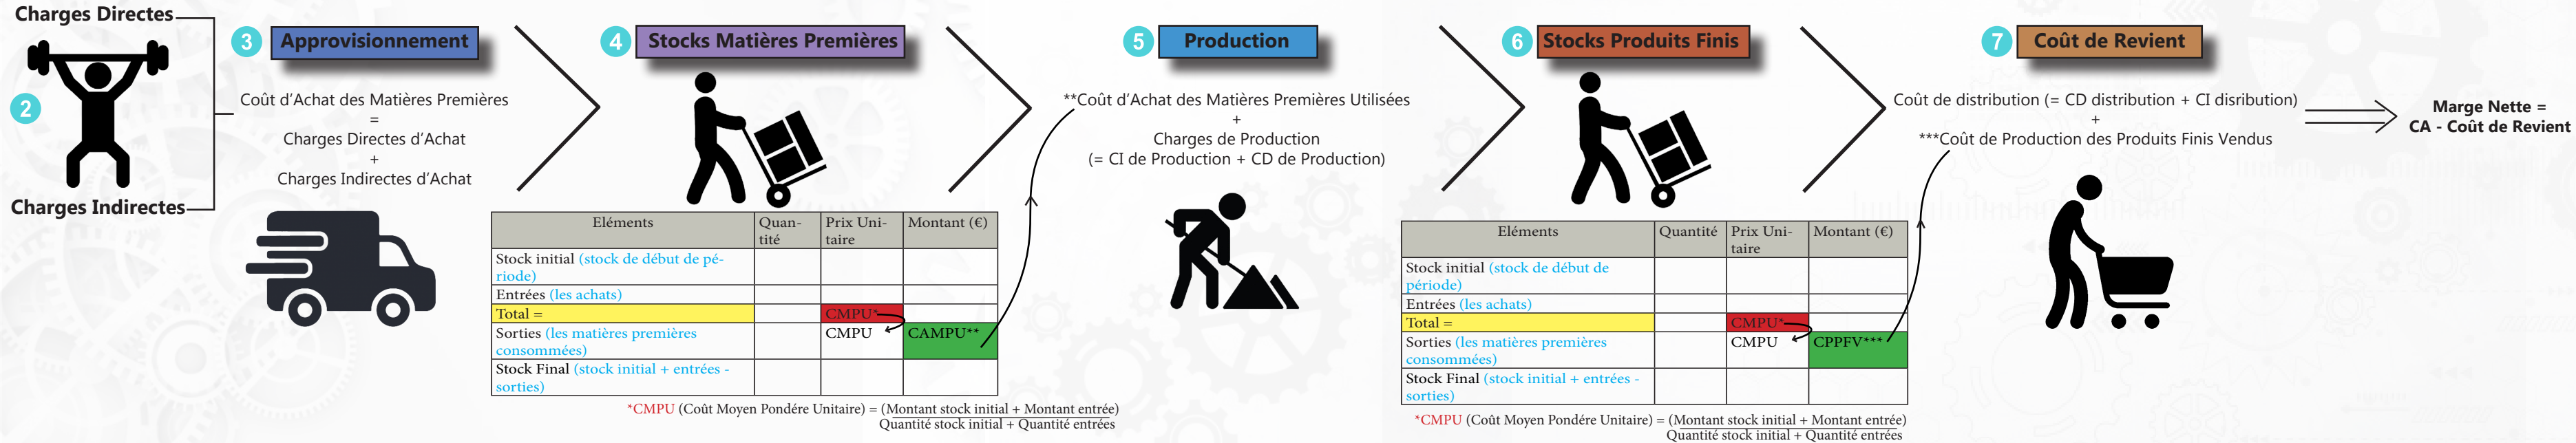 Charges Directes
2
Charges Indirectes
3
Approvisionnement
Coût d’Achat des Matières Premières
=
Charges Directes d’Achat
+
Charges Indirectes d’Achat
4
Stocks Matières Premières
Eléments
Quan-
tité
Prix Uni-
taire
Montant (€)
Stock initial (stock de début de pé-
riode)
Entrées (les achats)
Total =
CMPU*
Sorties (les matières premières
consommées)
CMPU
CAMPU**
Stock Final (stock initial + entrées -
sorties)
*CMPU (Coût Moyen Pondére Unitaire) = (Montant stock initial + Montant entrée)
Quantité stock initial + Quantité entrées
5
Production
**Coût d’Achat des Matières Premières Utilisées
+
Charges de Production
(= CI de Production + CD de Production)
6
Stocks Produits Finis
Eléments
Quantité
Prix Uni-
taire
Montant (€)
Stock initial (stock de début de
période)
Entrées (les achats)
Total =
CMPU*
Sorties (les matières premières
consommées)
CMPU
CPPFV***
Stock Final (stock initial + entrées -
sorties)
*CMPU (Coût Moyen Pondére Unitaire) = (Montant stock initial + Montant entrée)
Quantité stock initial + Quantité entrées
7
Coût de Revient
Coût de distribution (= CD distribution + CI disribution)
+
***Coût de Production des Produits Finis Vendus
Marge Nette =
CA - Coût de Revient